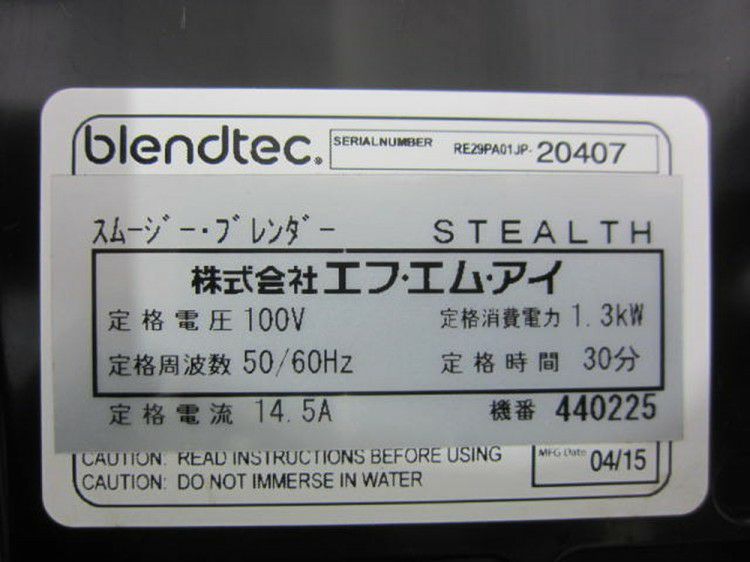 blendtec®
SERIAL NUMBER RE29PA01JP- 20407
スムージー・ブレンダー STEALTH
株式会社エフ・エム・アイ
定格電圧 100V 定格消費電力 1.3kW
定格周波数 50/60Hz 定格時間 30分
定格電流 14.5A 機番 440225
CAUTION: READ INSTRUCTIONS BEFORE USING
CAUTION: DO NOT IMMERSE IN WATER
MFG Date 04/15